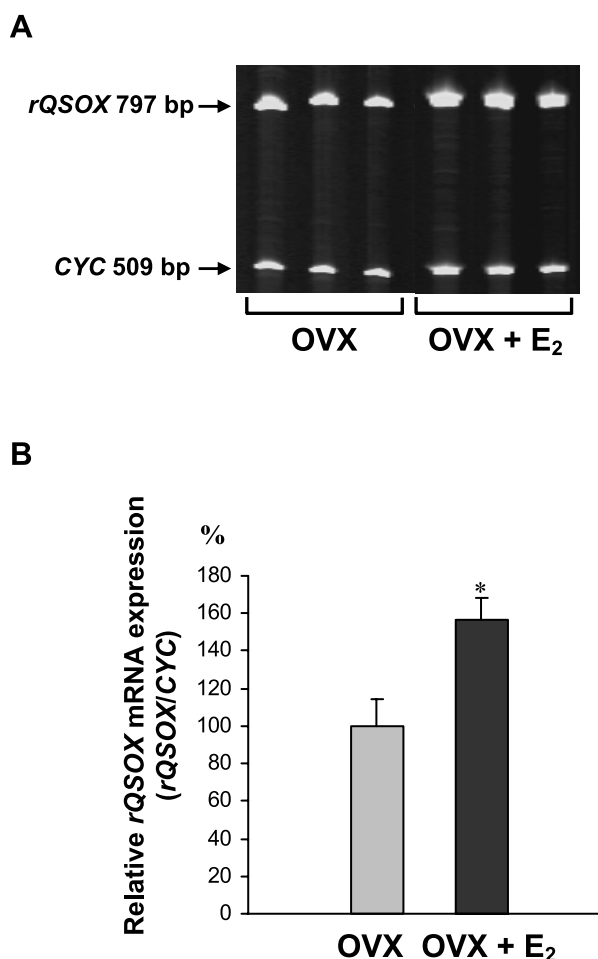 A
rQSOX 797 bp
CYC 509 bp
OVX
OVX + E₂
B
Relative rQSOX mRNA expression
(rQSOX/CYC)
%
180
160
140
120
100
80
60
40
20
0
*
OVX
OVX + E₂